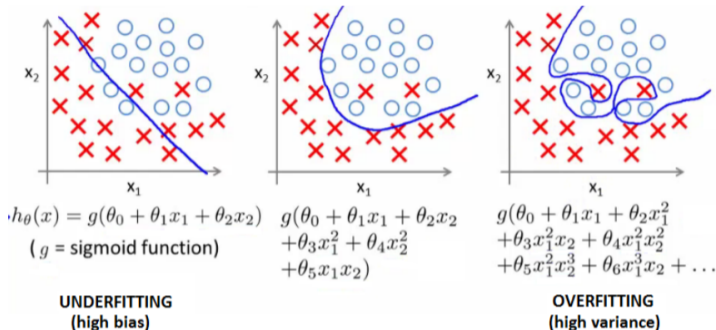 x₂
x₁
x₂
x₁
x₂
x₁
hθ(x) = g(θ₀ + θ₁x₁ + θ₂x₂)
( g = sigmoid function)
g(θ₀ + θ₁x₁ + θ₂x₂
+θ₃x₁² + θ₄x₂²
+θ₅x₁x₂)
g(θ₀ + θ₁x₁ + θ₂x₁²
+θ₃x₁²x₂ + θ₄x₁²x₂²
+θ₅x₁²x₂³ + θ₆x₁³x₂ + …
UNDERFITTING
(high bias)
OVERFITTING
(high variance)